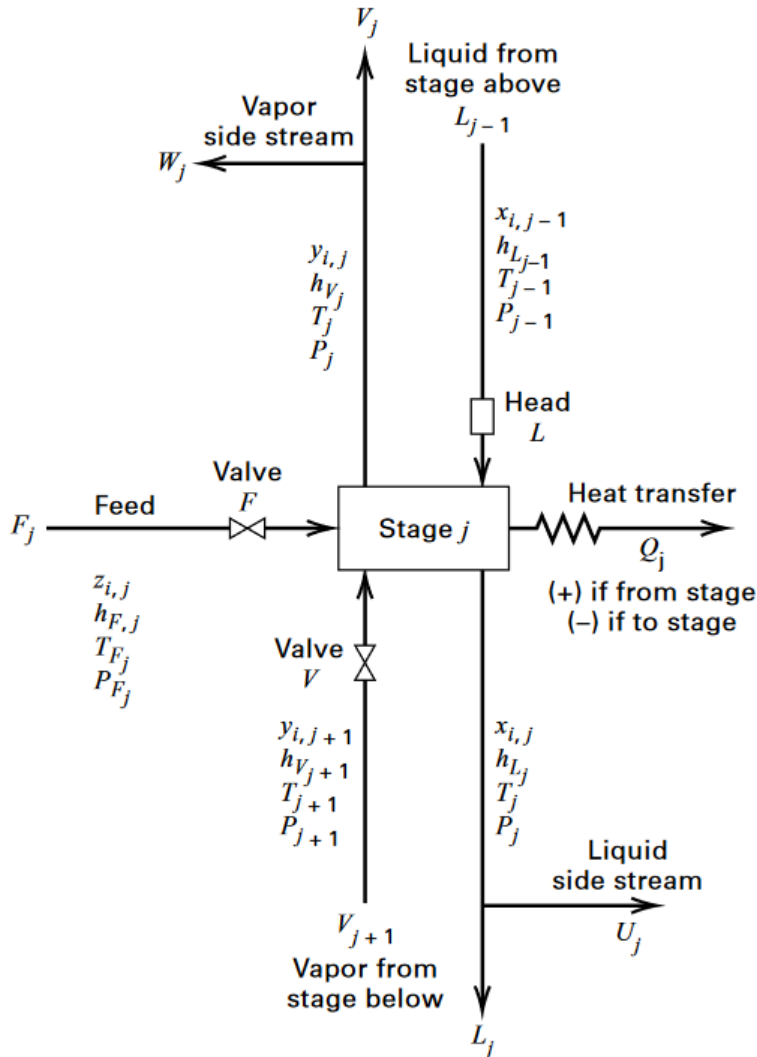 V_j
Liquid from
stage above
L_{j-1}
Vapor
side stream
W_j
x_{i, j-1}
h_{L_{j-1}}
T_{j-1}
P_{j-1}
y_{i, j}
h_{V_j}
T_j
P_j
Head
L
Valve
F
Feed
F_j
Stage j
Heat transfer
Q_j
(+) if from stage
(–) if to stage
z_{i, j}
h_{F, j}
T_{F_j}
P_{F_j}
Valve
V
y_{i, j+1}
h_{V_{j+1}}
T_{j+1}
P_{j+1}
x_{i, j}
h_{L_j}
T_j
P_j
Liquid
side stream
U_j
V_{j+1}
Vapor from
stage below
L_j